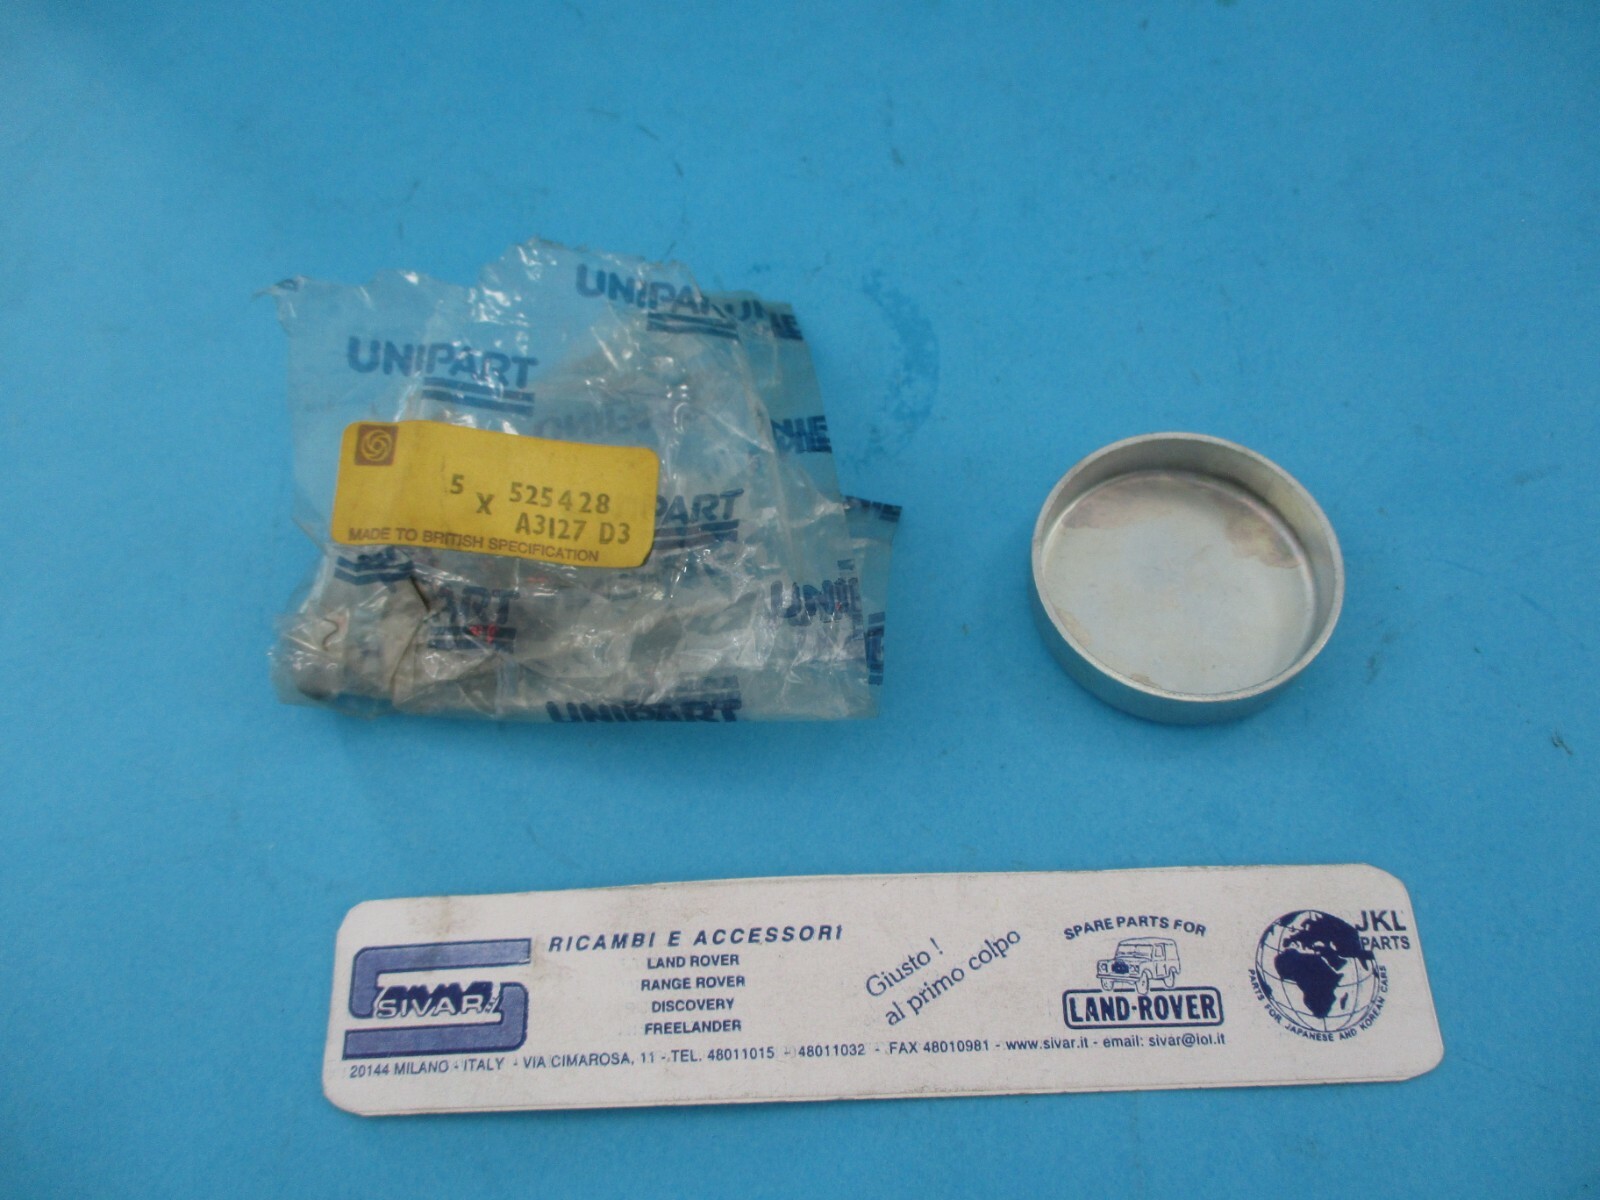 UNIPART
UNIPART
5 X 525428
A3127 D3
MADE TO BRITISH SPECIFICATION
PART
UNIPART
SIVAR
RICAMBI E ACCESSORI
LAND ROVER
RANGE ROVER
DISCOVERY
FREELANDER
Giusto !
al primo colpo
SPARE PARTS FOR
LAND-ROVER
JKL
PARTS
PARTS FOR JAPANESE AND KOREAN CARS
20144 MILANO - ITALY - VIA CIMAROSA, 11 - TEL. 48011015 - 48011032 - FAX 48010981 - www.sivar.it - email: sivar@iol.it